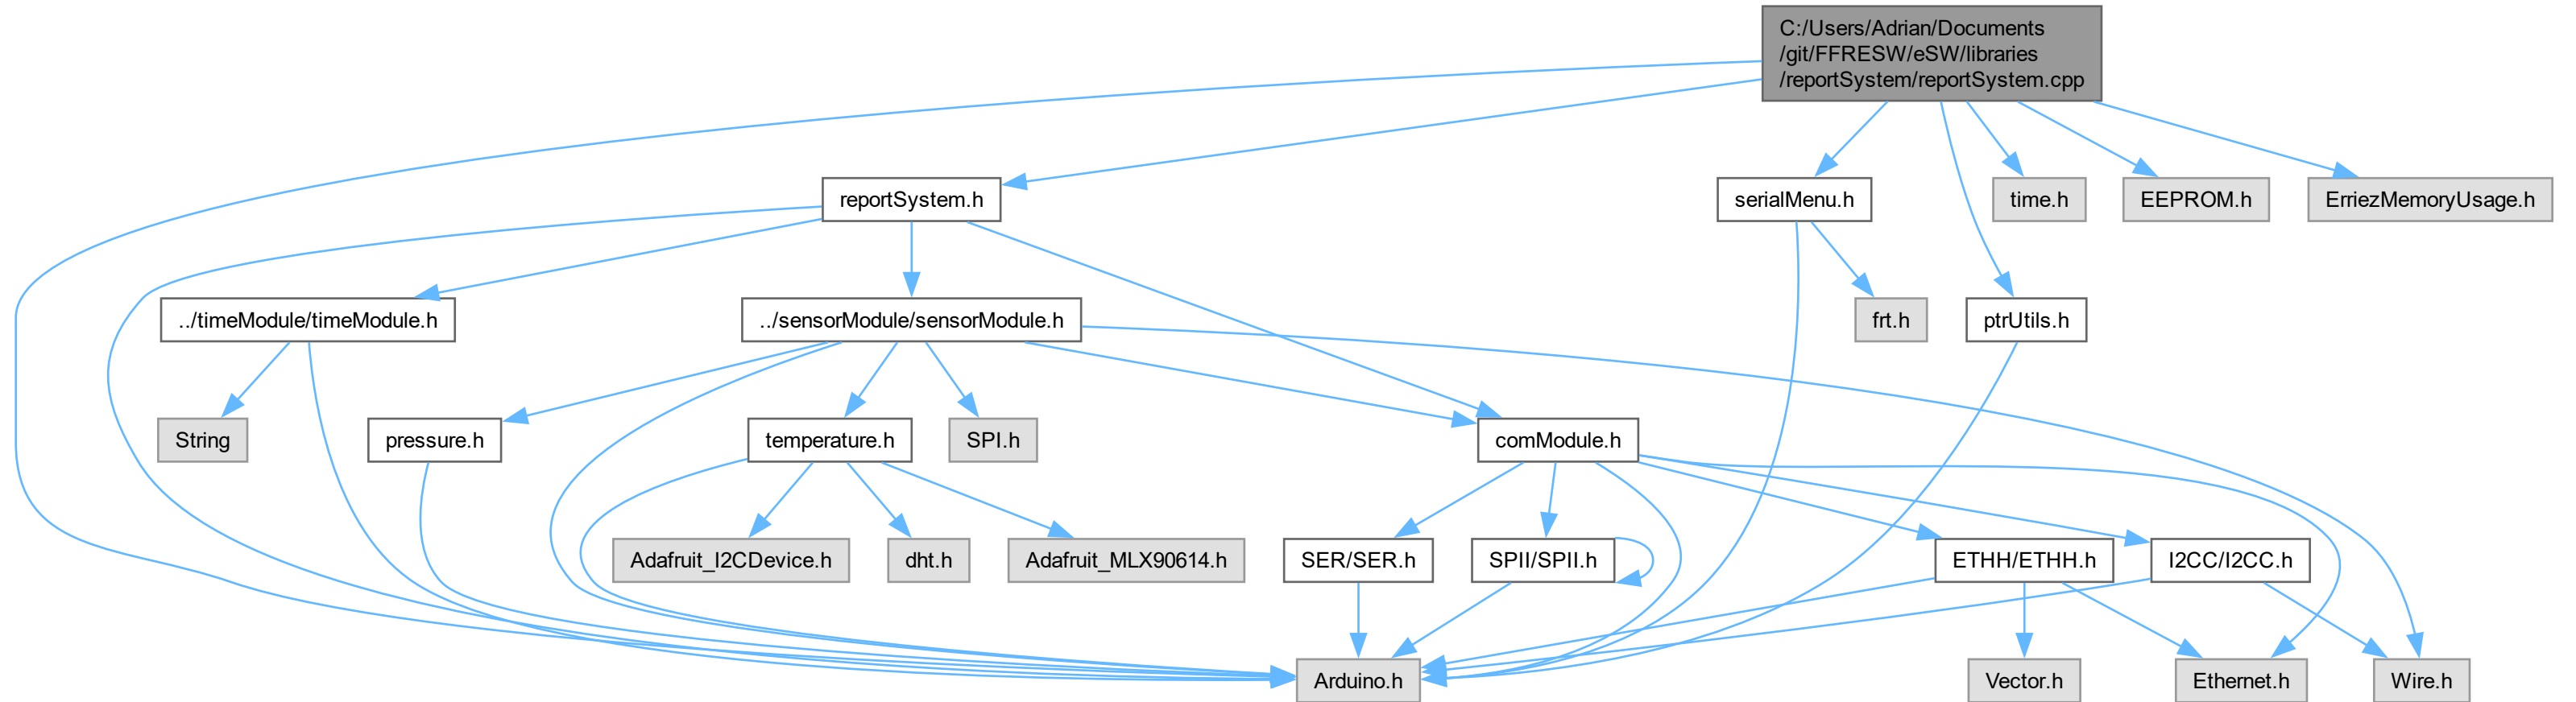 C:/Users/Adrian/Documents
/git/FFRESW/eSW/libraries
/reportSystem/reportSystem.cpp
reportSystem.h
serialMenu.h
time.h
EEPROM.h
ErriezMemoryUsage.h
../timeModule/timeModule.h
../sensorModule/sensorModule.h
frt.h
ptrUtils.h
String
pressure.h
temperature.h
SPI.h
comModule.h
Adafruit_I2CDevice.h
dht.h
Adafruit_MLX90614.h
SER/SER.h
SPII/SPII.h
ETHH/ETHH.h
I2CC/I2CC.h
Arduino.h
Vector.h
Ethernet.h
Wire.h